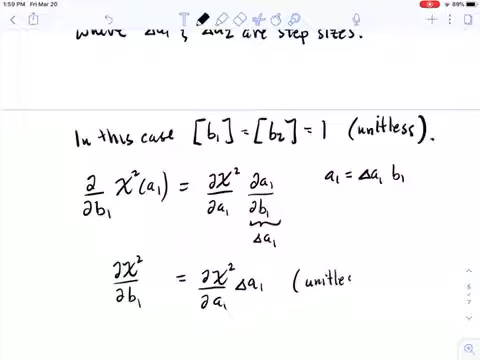 1:59 PM Fri Mar 20
89%
where Δa₁ & Δa₂ are step sizes.
In this case [b₁] = [b₂] = 1 (unitless).
∂/∂b₁ χ²(a₁) = ∂χ²/∂a₁ ∂a₁/∂b₁ a₁ = Δa₁ b₁
Δa₁
∂χ²/∂b₁ = ∂χ²/∂a₁ Δa₁ (unitles